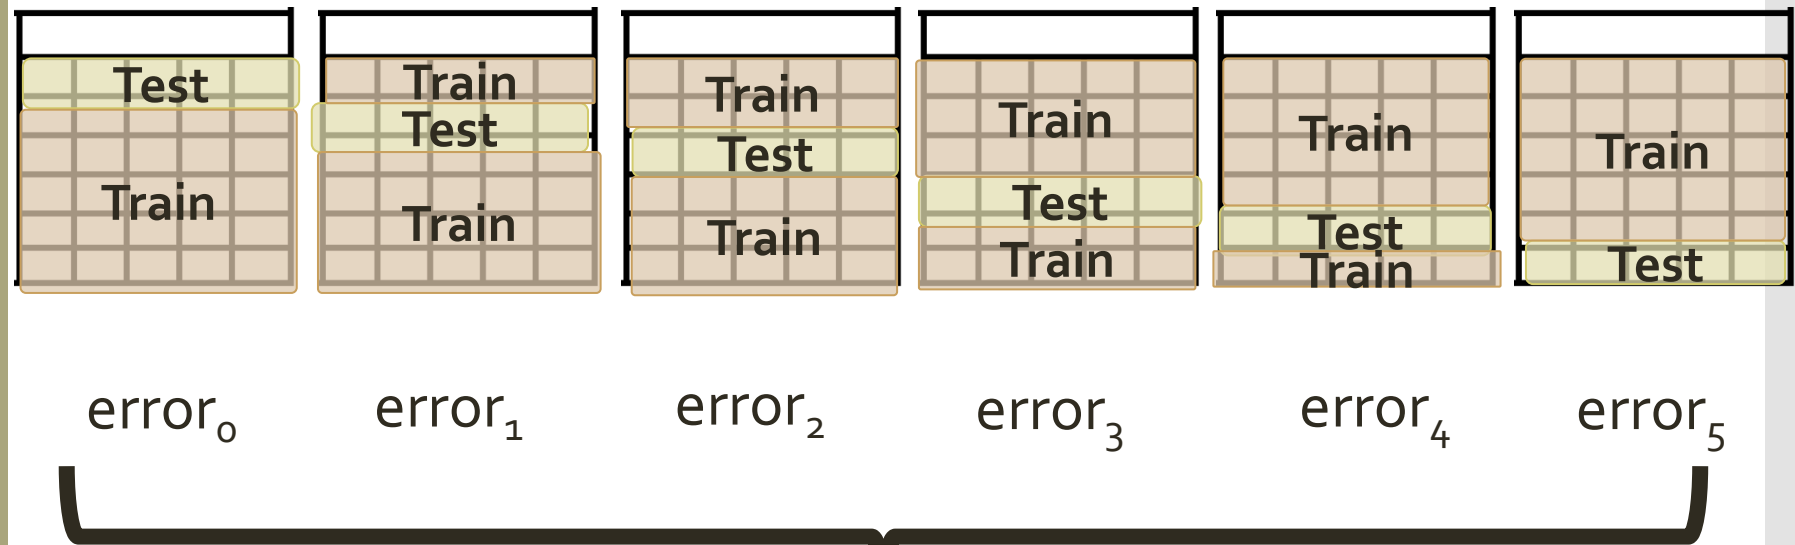 Test Train Train Train Train Train
Train Test Test Test Test Test
Train Train Train Train
error₀ error₁ error₂ error₃ error₄ error₅